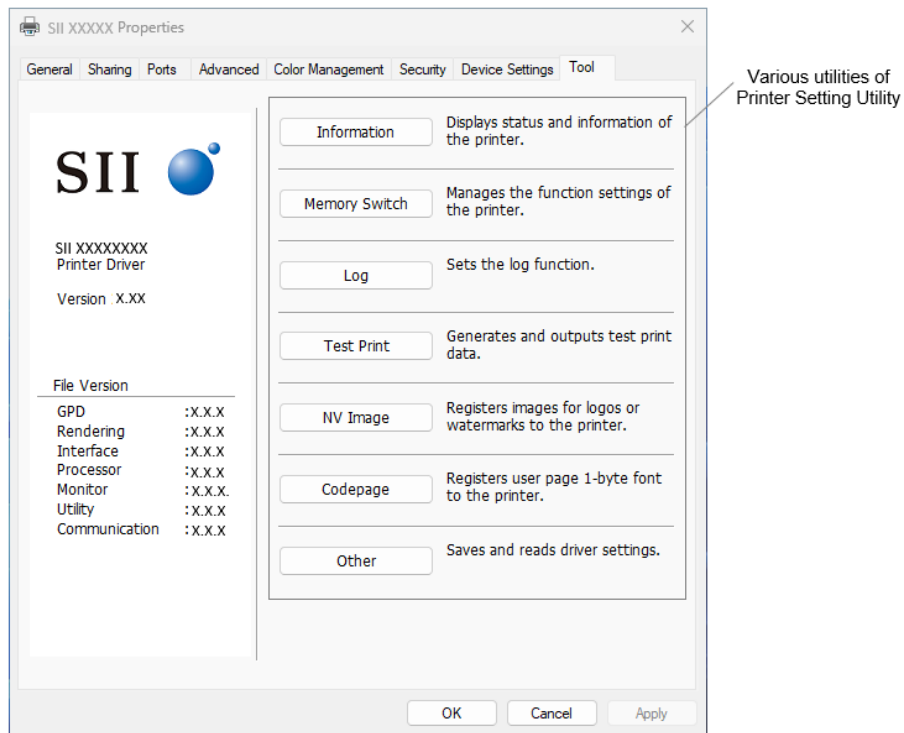 SII XXXXX Properties
General Sharing Ports Advanced Color Management Security Device Settings Tool
SII
SII XXXXXXXX
Printer Driver
Version X.XX
File Version
GPD :X.X.X
Rendering :X.X.X
Interface :X.X.X
Processor :X.X.X
Monitor :X.X.X.
Utility :X.X.X
Communication :X.X.X
Information
Displays status and information of
the printer.
Memory Switch
Manages the function settings of
the printer.
Log
Sets the log function.
Test Print
Generates and outputs test print
data.
NV Image
Registers images for logos or
watermarks to the printer.
Codepage
Registers user page 1-byte font
to the printer.
Other
Saves and reads driver settings.
OK Cancel Apply
Various utilities of
Printer Setting Utility